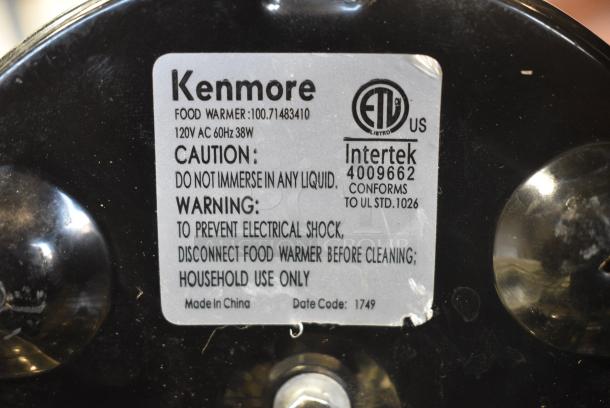 Kenmore
FOOD WARMER:100.71483410
120V AC 60Hz 38W
CAUTION:
DO NOT IMMERSE IN ANY LIQUID.
WARNING:
TO PREVENT ELECTRICAL SHOCK,
DISCONNECT FOOD WARMER BEFORE CLEANING;
HOUSEHOLD USE ONLY
Made in China Date Code: 1749
ETL
LISTED
US
Intertek
4009662
CONFORMS
TO UL STD.1026